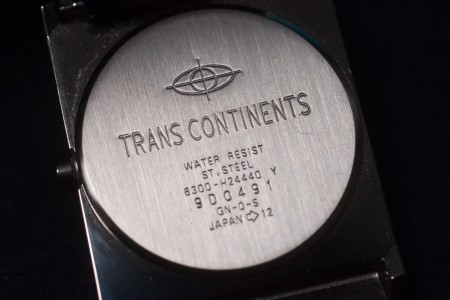 TRANS CONTINENTS
WATER RESIST
ST.STEEL
8300-H24440 Y
9D0491
GN-0-S
JAPAN ⇨ 12